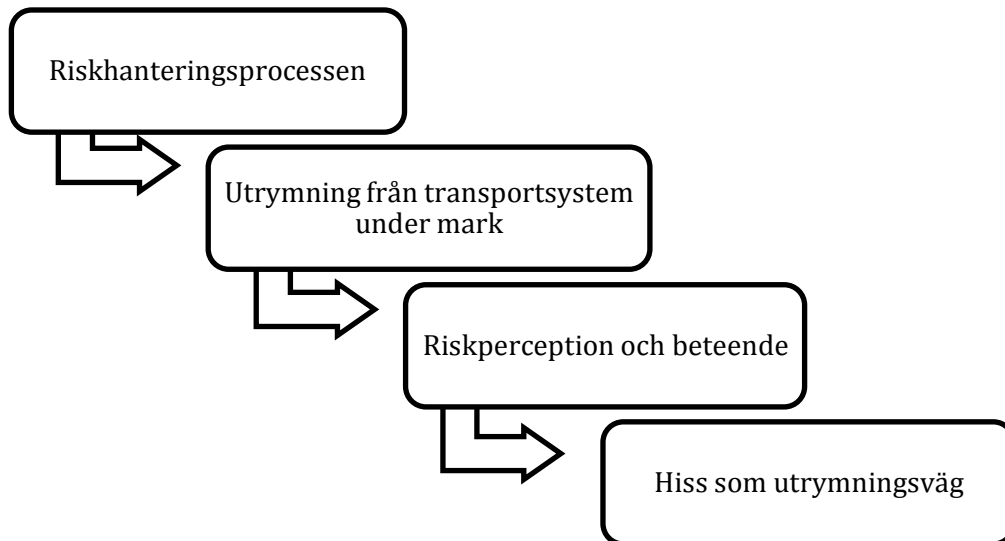 Riskhanteringsprocessen
Utrymning från transportsystem
under mark
Riskperception och beteende
Hiss som utrymningsväg